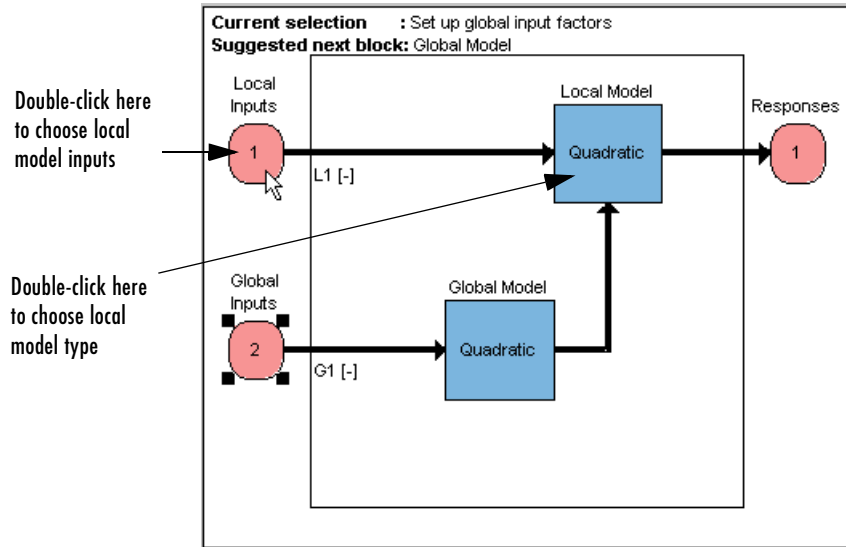 Current selection : Set up global input factors
Suggested next block: Global Model
Double-click here
to choose local
model inputs
Local
Inputs
1
L1 [-]
Local Model
Quadratic
Responses
1
Double-click here
to choose local
model type
Global
Inputs
2
G1 [-]
Global Model
Quadratic